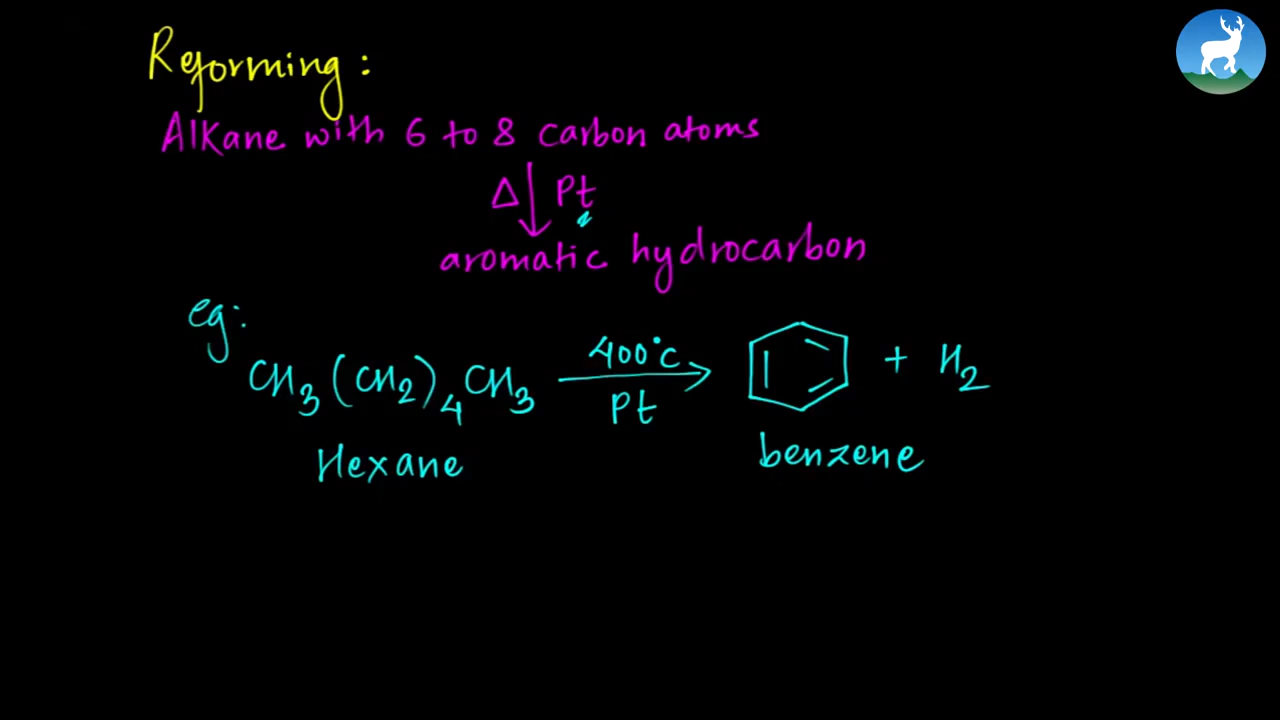 Reforming:
Alkane with 6 to 8 carbon atoms
Δ Pt
aromatic hydrocarbon
eg:
CH₃(CH₂)₄CH₃ 400°C Pt + H₂
Hexane benzene